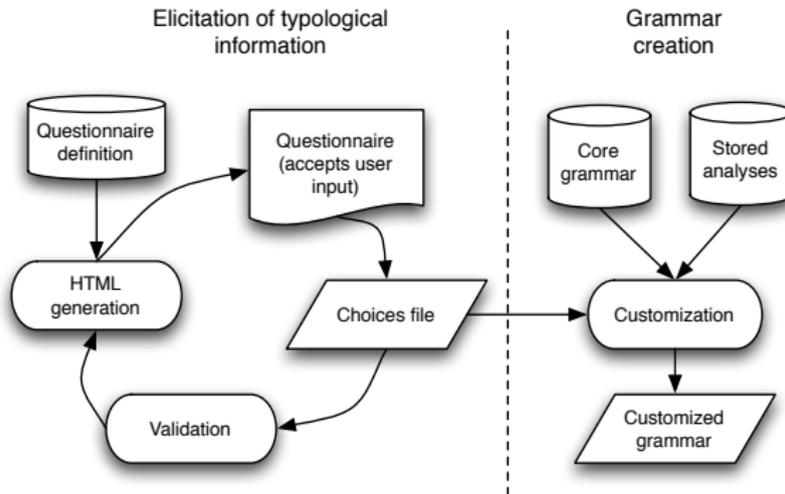 Elicitation of typological
information
Grammar
creation
Questionnaire
definition
Questionnaire
(accepts user
input)
Core
grammar
Stored
analyses
HTML
generation
Choices file
Customization
Validation
Customized
grammar